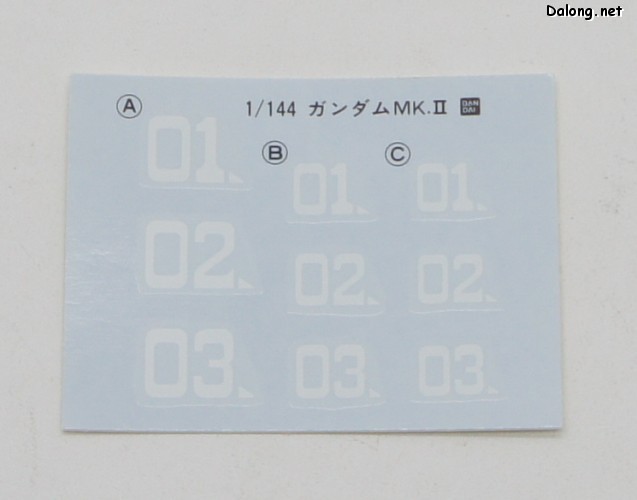 Dalong.net
Ⓐ 1/144 ガンダムMK.Ⅱ BANDAI
01.
Ⓑ Ⓒ
01. 01.
02. 02. 02.
03. 03. 03.